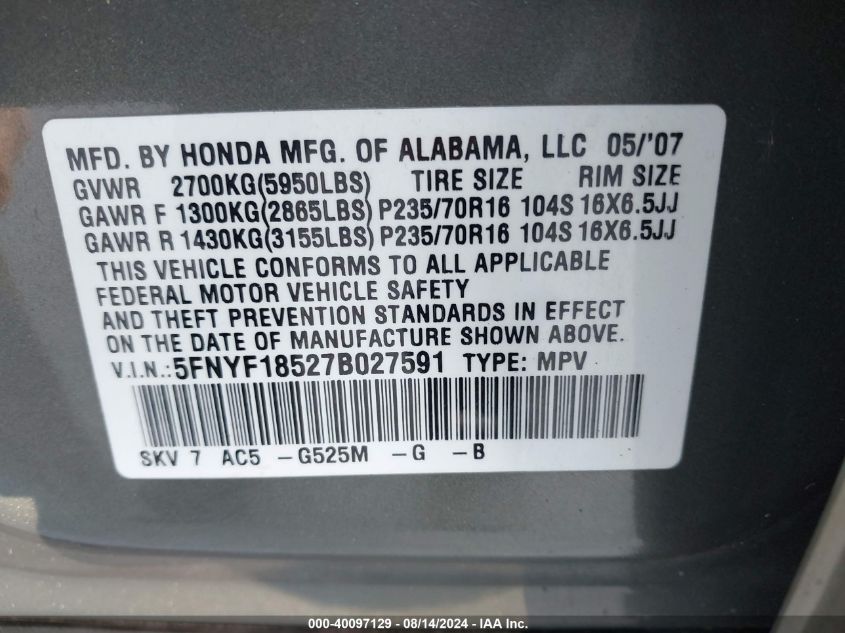 MFD. BY HONDA MFG. OF ALABAMA, LLC 05/'07
GVWR 2700KG(5950LBS) TIRE SIZE RIM SIZE
GAWR F 1300KG(2865LBS) P235/70R16 104S 16X6.5JJ
GAWR R 1430KG(3155LBS) P235/70R16 104S 16X6.5JJ
THIS VEHICLE CONFORMS TO ALL APPLICABLE
FEDERAL MOTOR VEHICLE SAFETY
AND THEFT PREVENTION STANDARDS IN EFFECT
ON THE DATE OF MANUFACTURE SHOWN ABOVE.
V.I.N.:5FNYF18527B027591 TYPE: MPV
SKV 7 AC5 -G525M -G -B
000-40097129 - 08/14/2024 - IAA Inc.